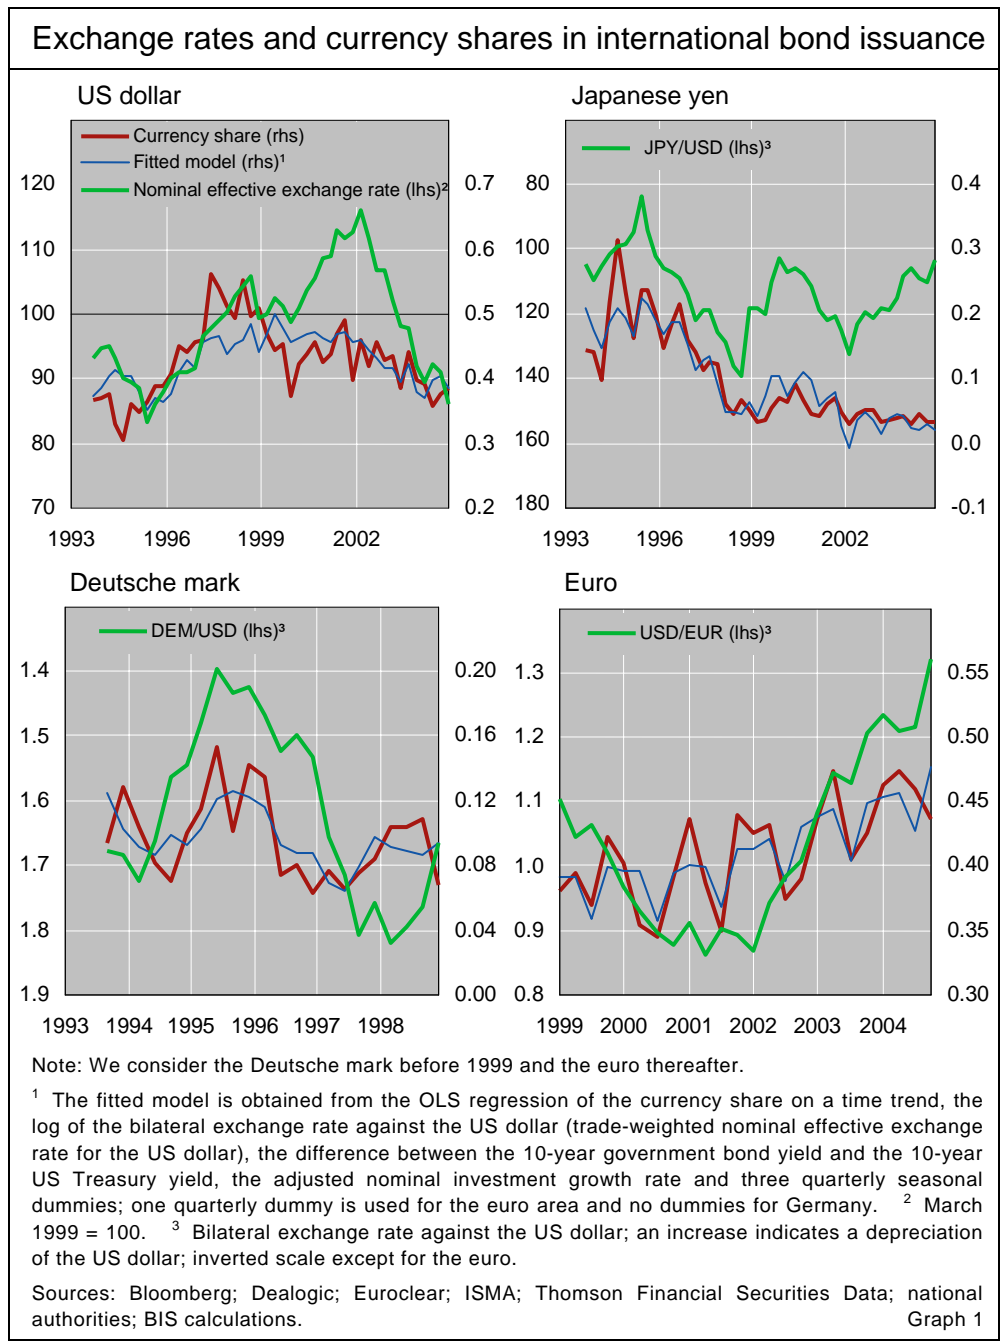 Exchange rates and currency shares in international bond issuance
US dollar
Currency share (rhs)
Fitted model (rhs)¹
Nominal effective exchange rate (lhs)²
120
110
100
90
80
70
0.7
0.6
0.5
0.4
0.3
0.2
1993 1996 1999 2002
Japanese yen
JPY/USD (lhs)³
80
100
120
140
160
180
0.4
0.3
0.2
0.1
0.0
-0.1
1993 1996 1999 2002
Deutsche mark
DEM/USD (lhs)³
1.4
1.5
1.6
1.7
1.8
1.9
0.20
0.16
0.12
0.08
0.04
0.00
1993 1994 1995 1996 1997 1998
Euro
USD/EUR (lhs)³
1.3
1.2
1.1
1.0
0.9
0.8
0.55
0.50
0.45
0.40
0.35
0.30
1999 2000 2001 2002 2003 2004
Note: We consider the Deutsche mark before 1999 and the euro thereafter.
¹ The fitted model is obtained from the OLS regression of the currency share on a time trend, the
log of the bilateral exchange rate against the US dollar (trade-weighted nominal effective exchange
rate for the US dollar), the difference between the 10-year government bond yield and the 10-year
US Treasury yield, the adjusted nominal investment growth rate and three quarterly seasonal
dummies; one quarterly dummy is used for the euro area and no dummies for Germany. ² March
1999 = 100. ³ Bilateral exchange rate against the US dollar; an increase indicates a depreciation
of the US dollar; inverted scale except for the euro.
Sources: Bloomberg; Dealogic; Euroclear; ISMA; Thomson Financial Securities Data; national
authorities; BIS calculations. Graph 1